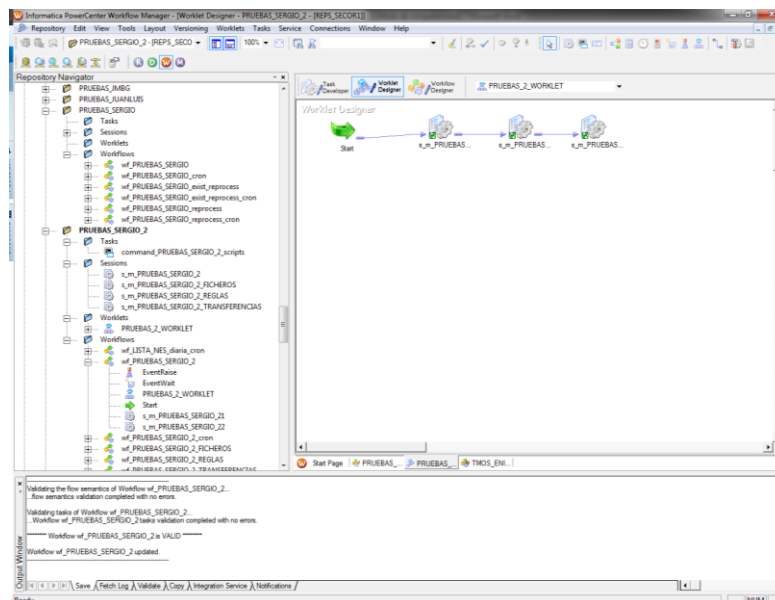 Informatica PowerCenter Workflow Manager - [Worklet Designer - PRUEBAS_SERGIO_2 - [REPS_SECOR1]]
Repository Edit View Tools Layout Versioning Worklet Tasks Service Connections Window Help
PRUEBAS_SERGIO_2 - [REPS_SECO
100%
Repository Navigator
PRUEBAS_JMBG
PRUEBAS_JUANLUIS
PRUEBAS_SERGIO
Tasks
Sessions
Worklets
Workflows
wf_PRUEBAS_SERGIO
wf_PRUEBAS_SERGIO_cron
wf_PRUEBAS_SERGIO_exist_reprocess
wf_PRUEBAS_SERGIO_exist_reprocess_cron
wf_PRUEBAS_SERGIO_reprocess
wf_PRUEBAS_SERGIO_reprocess_cron
PRUEBAS_SERGIO_2
Tasks
command_PRUEBAS_SERGIO_2_scripts
Sessions
s_m_PRUEBAS_SERGIO_2
s_m_PRUEBAS_SERGIO_2_FICHEROS
s_m_PRUEBAS_SERGIO_2_REGLAS
s_m_PRUEBAS_SERGIO_2_TRANSFERENCIAS
Worklets
PRUEBAS_2_WORKLET
Workflows
wf_LISTA_NES_diaria_cron
wf_PRUEBAS_SERGIO_2
EventRaise
EventWait
PRUEBAS_2_WORKLET
Start
s_m_PRUEBAS_SERGIO_21
s_m_PRUEBAS_SERGIO_22
wf_PRUEBAS_SERGIO_2_cron
wf_PRUEBAS_SERGIO_2_FICHEROS
wf_PRUEBAS_SERGIO_2_REGLAS
wf_PRUEBAS_SERGIO_2_TRANSFERENCIAS
Task Developer
Worklet Designer
Workflow Designer
PRUEBAS_2_WORKLET
Worklet Designer
Start
s_m_PRUEBAS...
s_m_PRUEBAS...
s_m_PRUEBAS...
Start Page
PRUEBAS_...
PRUEBAS_...
TMOS_ENI...
Validating the flow semantics of Workflow wf_PRUEBAS_SERGIO_2...
...flow semantics validation completed with no errors.
Validating tasks of Workflow wf_PRUEBAS_SERGIO_2...
...Workflow wf_PRUEBAS_SERGIO_2 tasks validation completed with no errors.
******** Workflow wf_PRUEBAS_SERGIO_2 is VALID ********
Workflow wf_PRUEBAS_SERGIO_2 updated.
Output Window
Save Fetch Log Validate Copy Integration Service Notifications
Ready
NUM